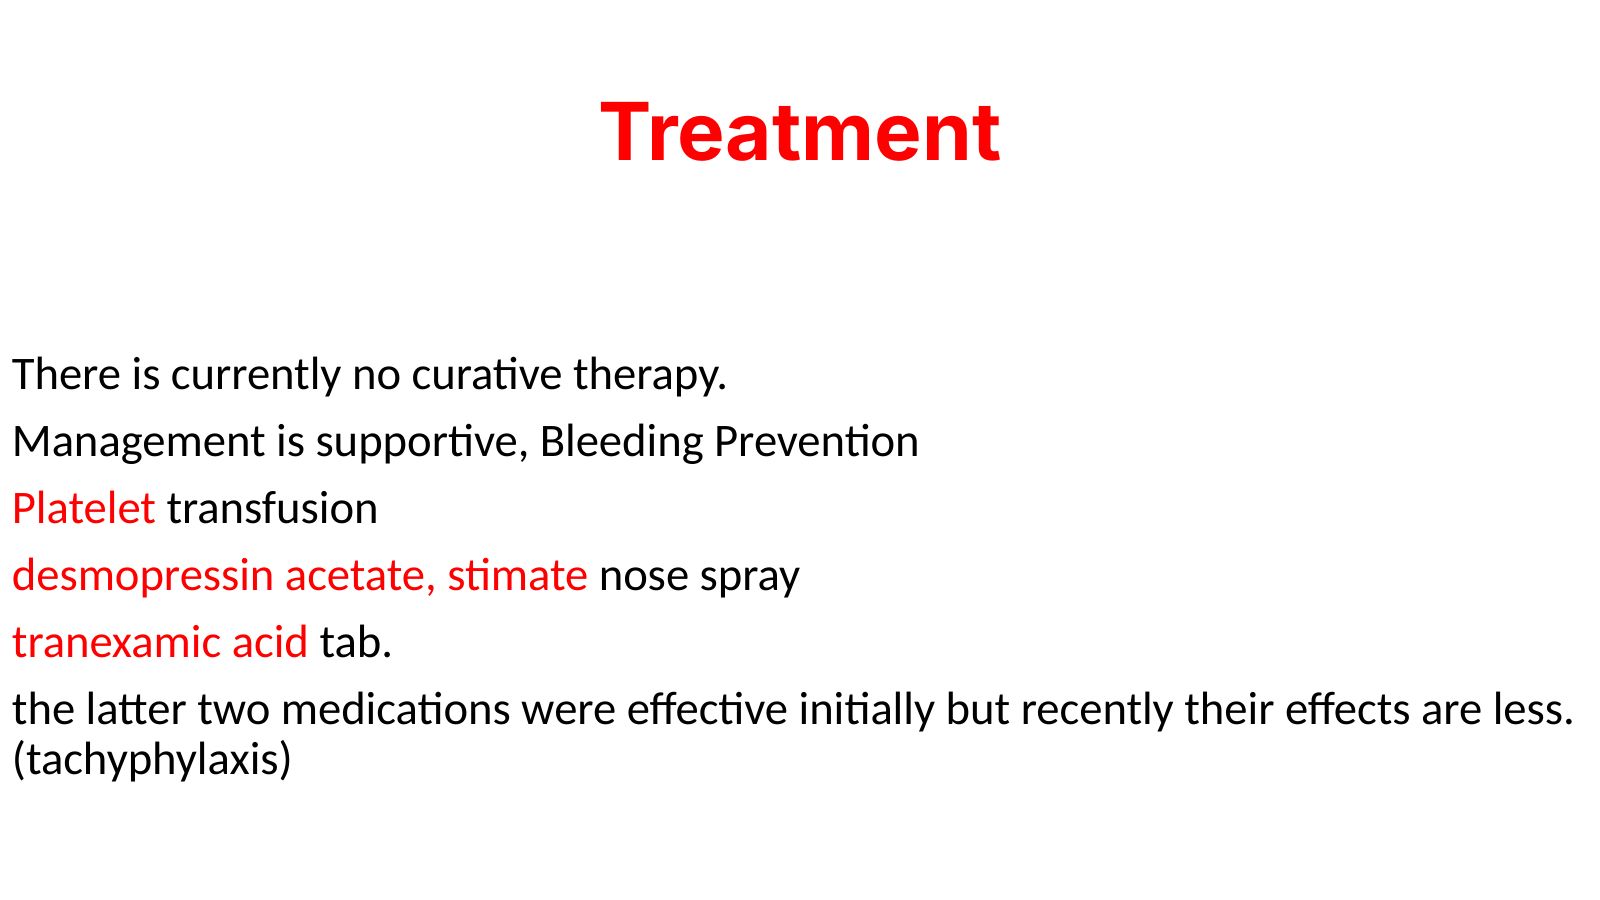 Treatment
There is currently no curative therapy.
Management is supportive, Bleeding Prevention
Platelet transfusion
desmopressin acetate, stimate nose spray
tranexamic acid tab.
the latter two medications were effective initially but recently their effects are less.
(tachyphylaxis)